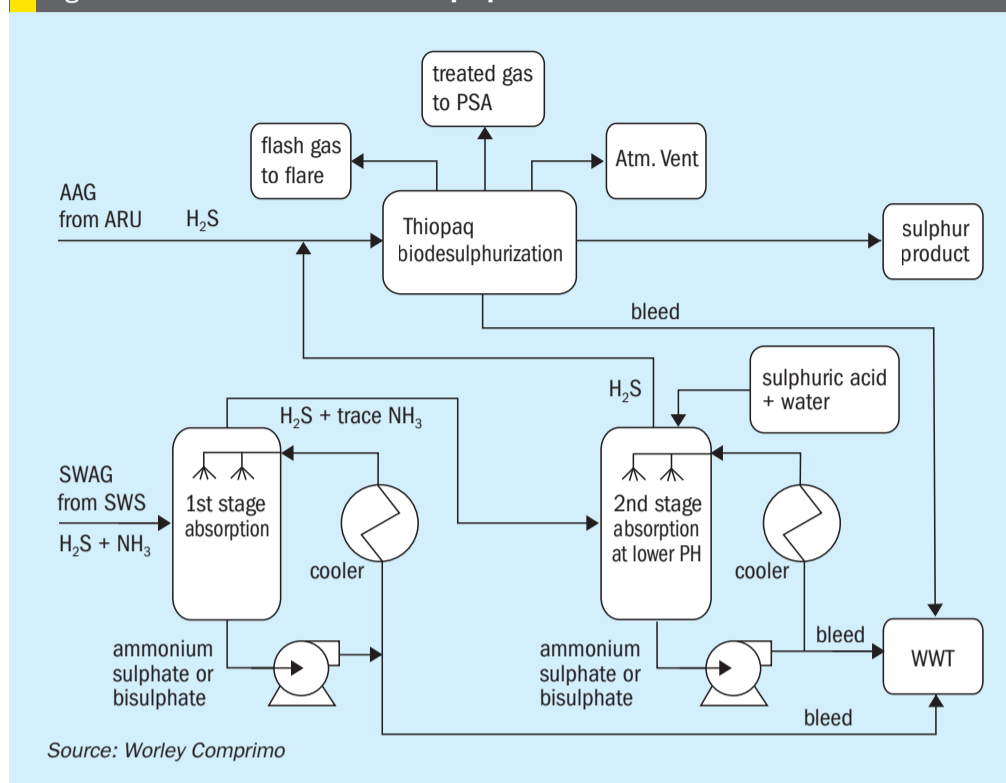 treated gas
to PSA
flash gas
to flare
Atm. Vent
AAG
from ARU
H₂S
Thiopaq
biodesulphurization
sulphur
product
bleed
sulphuric acid
+ water
H₂S
H₂S + trace NH₃
SWAG
from SWS
H₂S + NH₃
1st stage
absorption
cooler
2nd stage
absorption
at lower PH
cooler
ammonium
sulphate or
bisulphate
ammonium
sulphate or
bisulphate
bleed
WWT
bleed
Source: Worley Comprimo